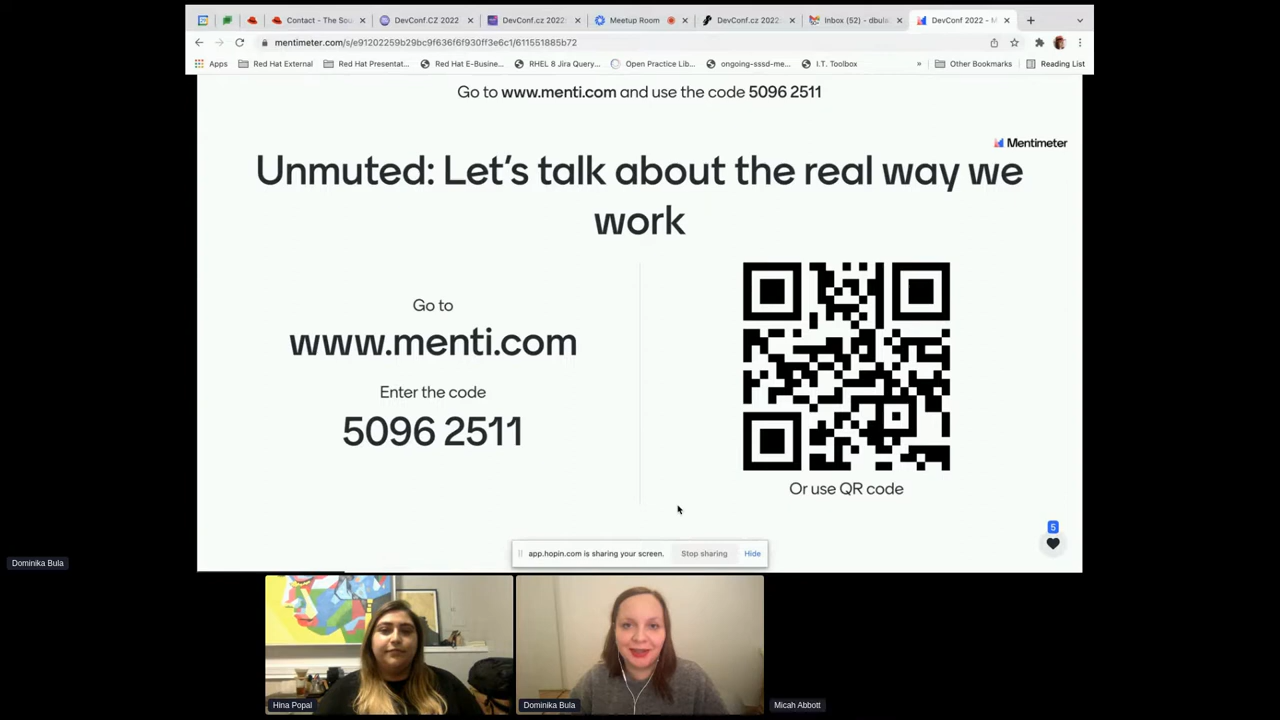 Contact - The Sou
DevConf.CZ 2022
DevConf.cz 2022:
Meetup Room
DevConf.cz 2022:
Inbox (52) - dbula
DevConf 2022 - M
mentimeter.com/s/e91202259b29bc9f636f6f930ff3e6c1/611551885b72
Apps
Red Hat External
Red Hat Presentat...
Red Hat E-Busine...
RHEL 8 Jira Query...
Open Practice Lib...
ongoing-sssd-me...
I.T. Toolbox
»
Other Bookmarks
Reading List
Go to www.menti.com and use the code 5096 2511
Mentimeter
Unmuted: Let's talk about the real way we
work
Go to
www.menti.com
Enter the code
5096 2511
Or use QR code
5
app.hopin.com is sharing your screen.
Stop sharing
Hide
Dominika Bula
Hina Popal
Dominika Bula
Micah Abbott